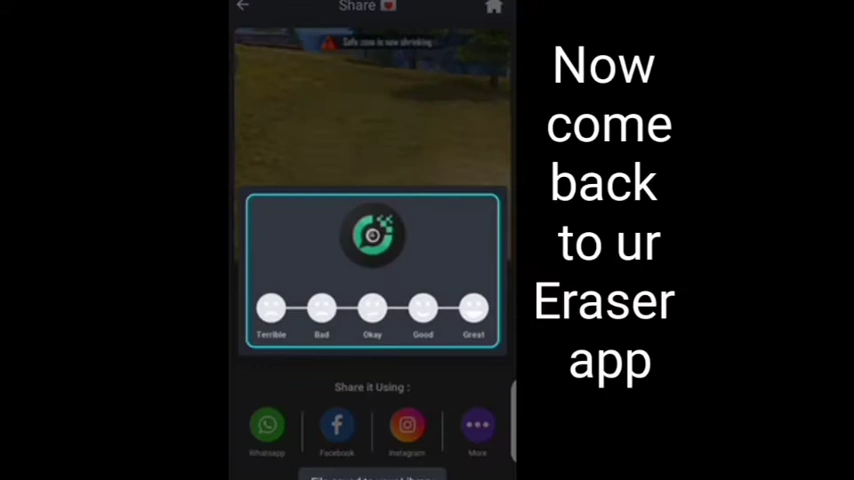 Share
Safe zone is now shrinking
Now
come
back
to ur
Eraser
app
Terrible
Bad
Okay
Good
Great
Share it Using :
Whatsapp
Facebook
Instagram
More